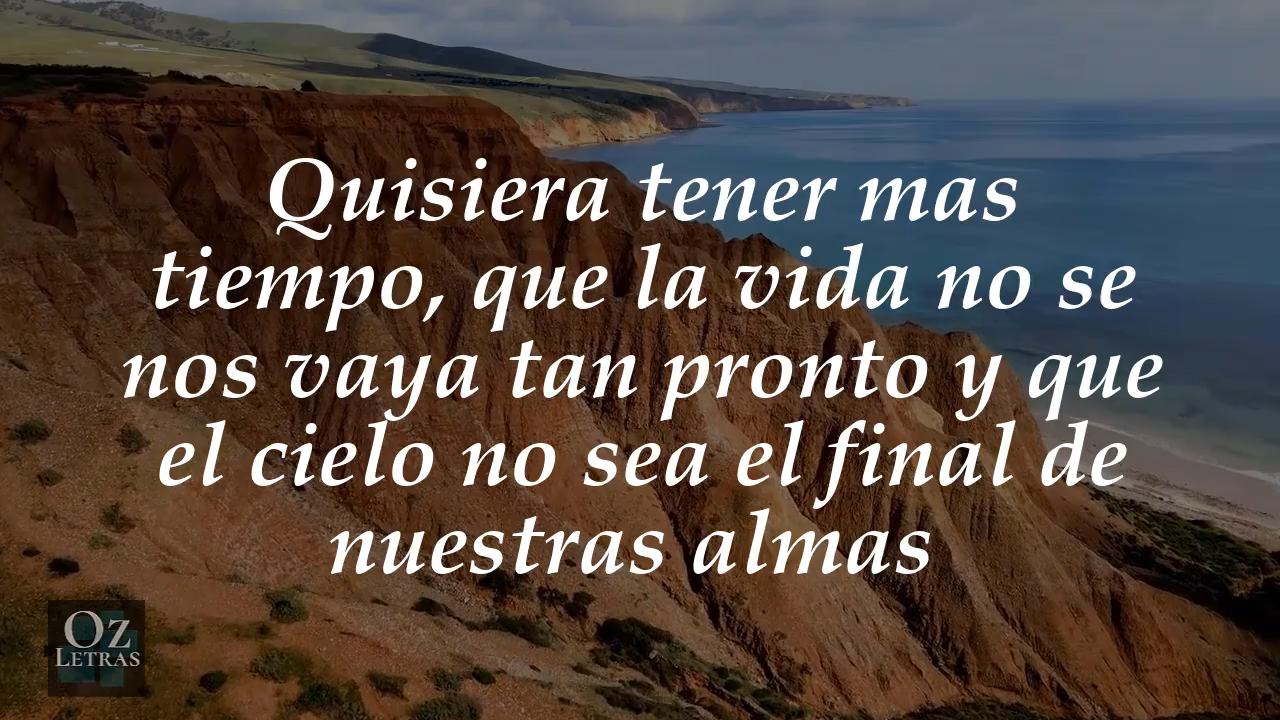 Quisiera tener mas
tiempo, que la vida no se
nos vaya tan pronto y que
el cielo no sea el final de
nuestras almas
Oz
Letras